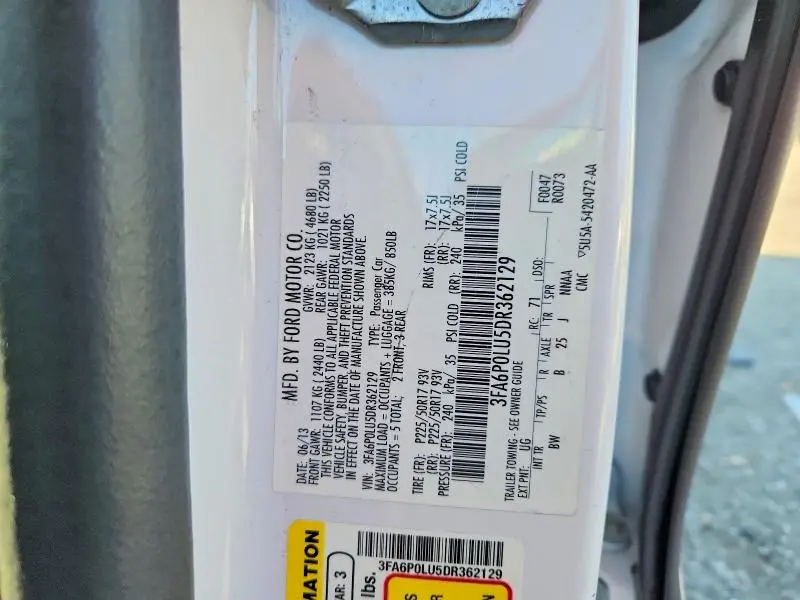 MFD. BY FORD MOTOR CO.
DATE: 06/13 GVWR: 2123 KG ( 4680 LB)
FRONT GAWR: 1107 KG ( 2440 LB) REAR GAWR: 1021 KG ( 2250 LB)
THIS VEHICLE CONFORMS TO ALL APPLICABLE FEDERAL MOTOR
VEHICLE SAFETY, BUMPER, AND THEFT PREVENTION STANDARDS
IN EFFECT ON THE DATE OF MANUFACTURE SHOWN ABOVE.
VIN: 3FA6P0LU5DR362129 TYPE: Passenger Car
MAXIMUM LOAD = OCCUPANTS + LUGGAGE = 385KG/ 850LB
OCCUPANTS = 5 TOTAL; 2 FRONT, 3 REAR
TIRE (FR): P225/50R17 93V RIMS (FR): 17x7.5J
(RR): P225/50R17 93V (RR): 17x7.5J
PRESSURE (FR): 240 kPa/ 35 PSI COLD (RR): 240 kPa/ 35 PSI COLD
3FA6P0LU5DR362129
TRAILER TOWING - SEE OWNER GUIDE
EXT PNT: UG RC: 71 DSO: F0047
R0073
INT TR TP/PS R AXLE TR SPR
BW B 25 J NNAAA
CMC 5U5A-5420472-AA
MATION
AR: 3
lbs.
3FA6P0LU5DR362129